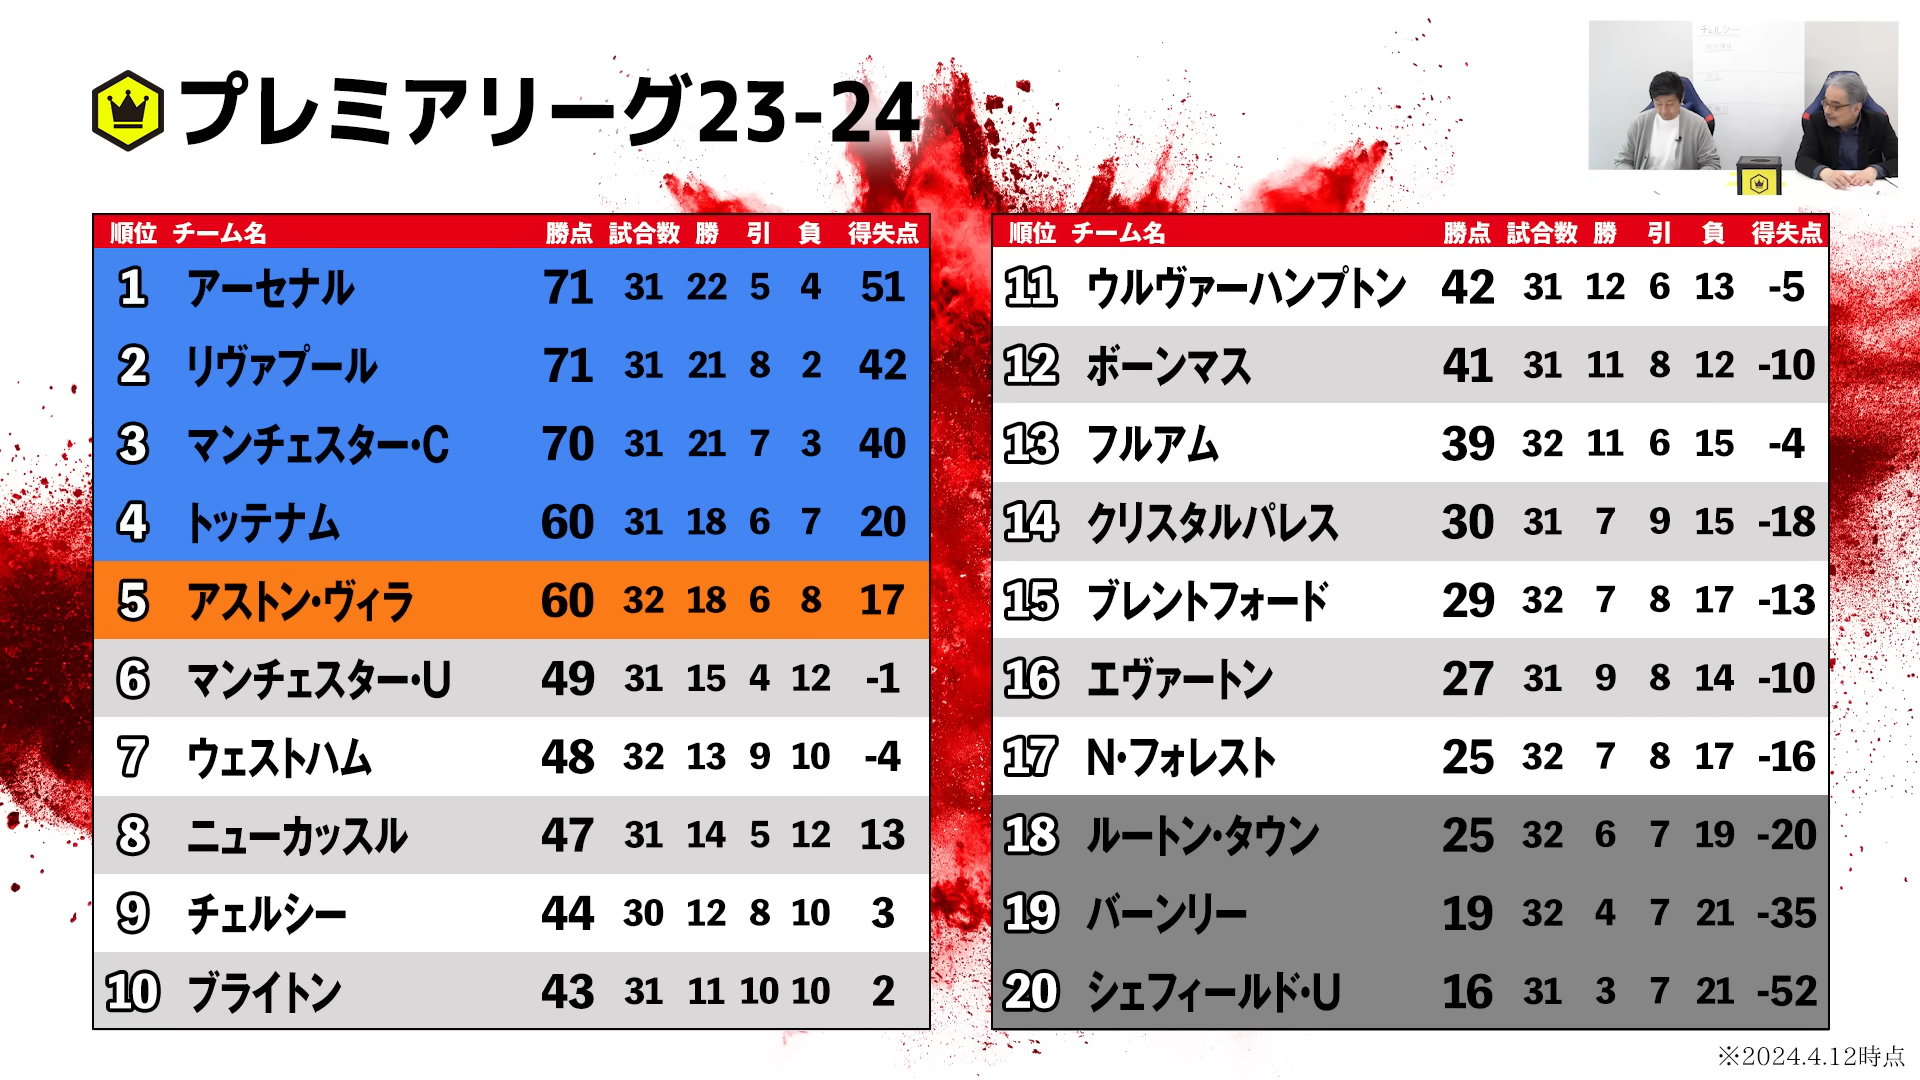 プレミアリーグ23-24
チェルシー
順位 チーム名 勝点 試合数 勝 引 負 得失点
1 アーセナル 71 31 22 5 4 51
2 リヴァプール 71 31 21 8 2 42
3 マンチェスター・C 70 31 21 7 3 40
4 トッテナム 60 31 18 6 7 20
5 アストン・ヴィラ 60 32 18 6 8 17
6 マンチェスター・U 49 31 15 4 12 -1
7 ウェストハム 48 32 13 9 10 -4
8 ニューカッスル 47 31 14 5 12 13
9 チェルシー 44 30 12 8 10 3
10 ブライトン 43 31 11 10 10 2
順位 チーム名 勝点 試合数 勝 引 負 得失点
11 ウルヴァーハンプトン 42 31 12 6 13 -5
12 ボーンマス 41 31 11 8 12 -10
13 フルアム 39 32 11 6 15 -4
14 クリスタルパレス 30 31 7 9 15 -18
15 ブレントフォード 29 32 7 8 17 -13
16 エヴァートン 27 31 9 8 14 -10
17 N・フォレスト 25 32 7 8 17 -16
18 ルートン・タウン 25 32 6 7 19 -20
19 バーンリー 19 32 4 7 21 -35
20 シェフィールド・U 16 31 3 7 21 -52
※2024.4.12時点